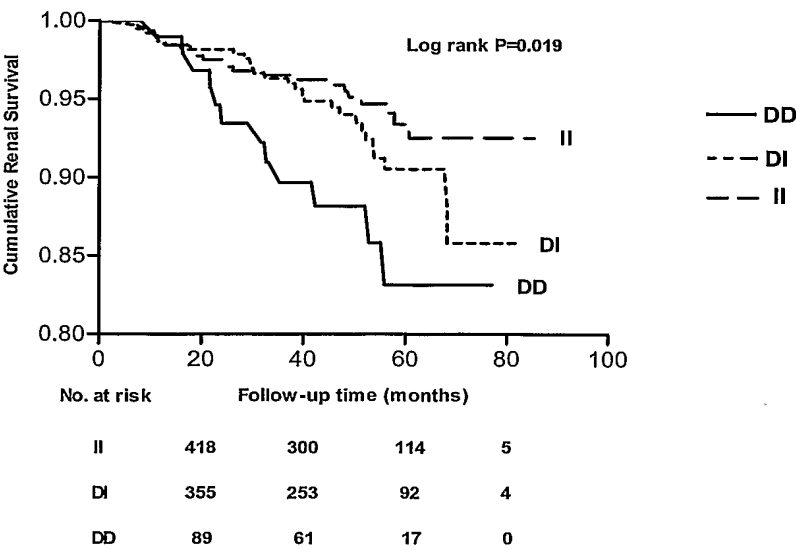 Cumulative Renal Survival
1.00
0.95
0.90
0.85
0.80
Log rank P=0.019
II
DI
DD
DD
DI
II
0 20 40 60 80 100
No. at risk Follow-up time (months)
II 418 300 114 5
DI 355 253 92 4
DD 89 61 17 0